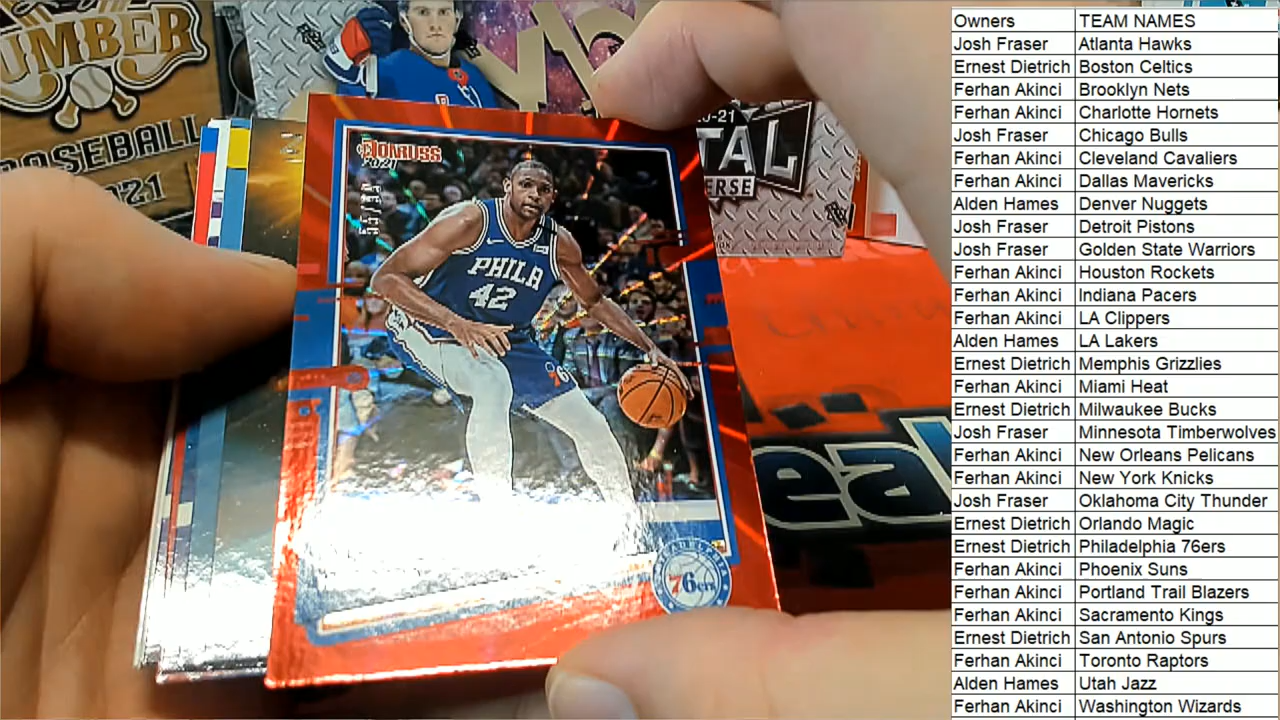 UMBER
BASEBALL
2021
DONRUSS
2021
PHILA
42
76
76ers
20-21
TAL
ERSE
eal
Owners TEAM NAMES
Josh Fraser Atlanta Hawks
Ernest Dietrich Boston Celtics
Ferhan Akinci Brooklyn Nets
Ferhan Akinci Charlotte Hornets
Josh Fraser Chicago Bulls
Ferhan Akinci Cleveland Cavaliers
Ferhan Akinci Dallas Mavericks
Alden Hames Denver Nuggets
Josh Fraser Detroit Pistons
Josh Fraser Golden State Warriors
Ferhan Akinci Houston Rockets
Ferhan Akinci Indiana Pacers
Ferhan Akinci LA Clippers
Alden Hames LA Lakers
Ernest Dietrich Memphis Grizzlies
Ferhan Akinci Miami Heat
Ernest Dietrich Milwaukee Bucks
Josh Fraser Minnesota Timberwolves
Ferhan Akinci New Orleans Pelicans
Ferhan Akinci New York Knicks
Josh Fraser Oklahoma City Thunder
Ernest Dietrich Orlando Magic
Ernest Dietrich Philadelphia 76ers
Ferhan Akinci Phoenix Suns
Ferhan Akinci Portland Trail Blazers
Ferhan Akinci Sacramento Kings
Ernest Dietrich San Antonio Spurs
Ferhan Akinci Toronto Raptors
Alden Hames Utah Jazz
Ferhan Akinci Washington Wizards